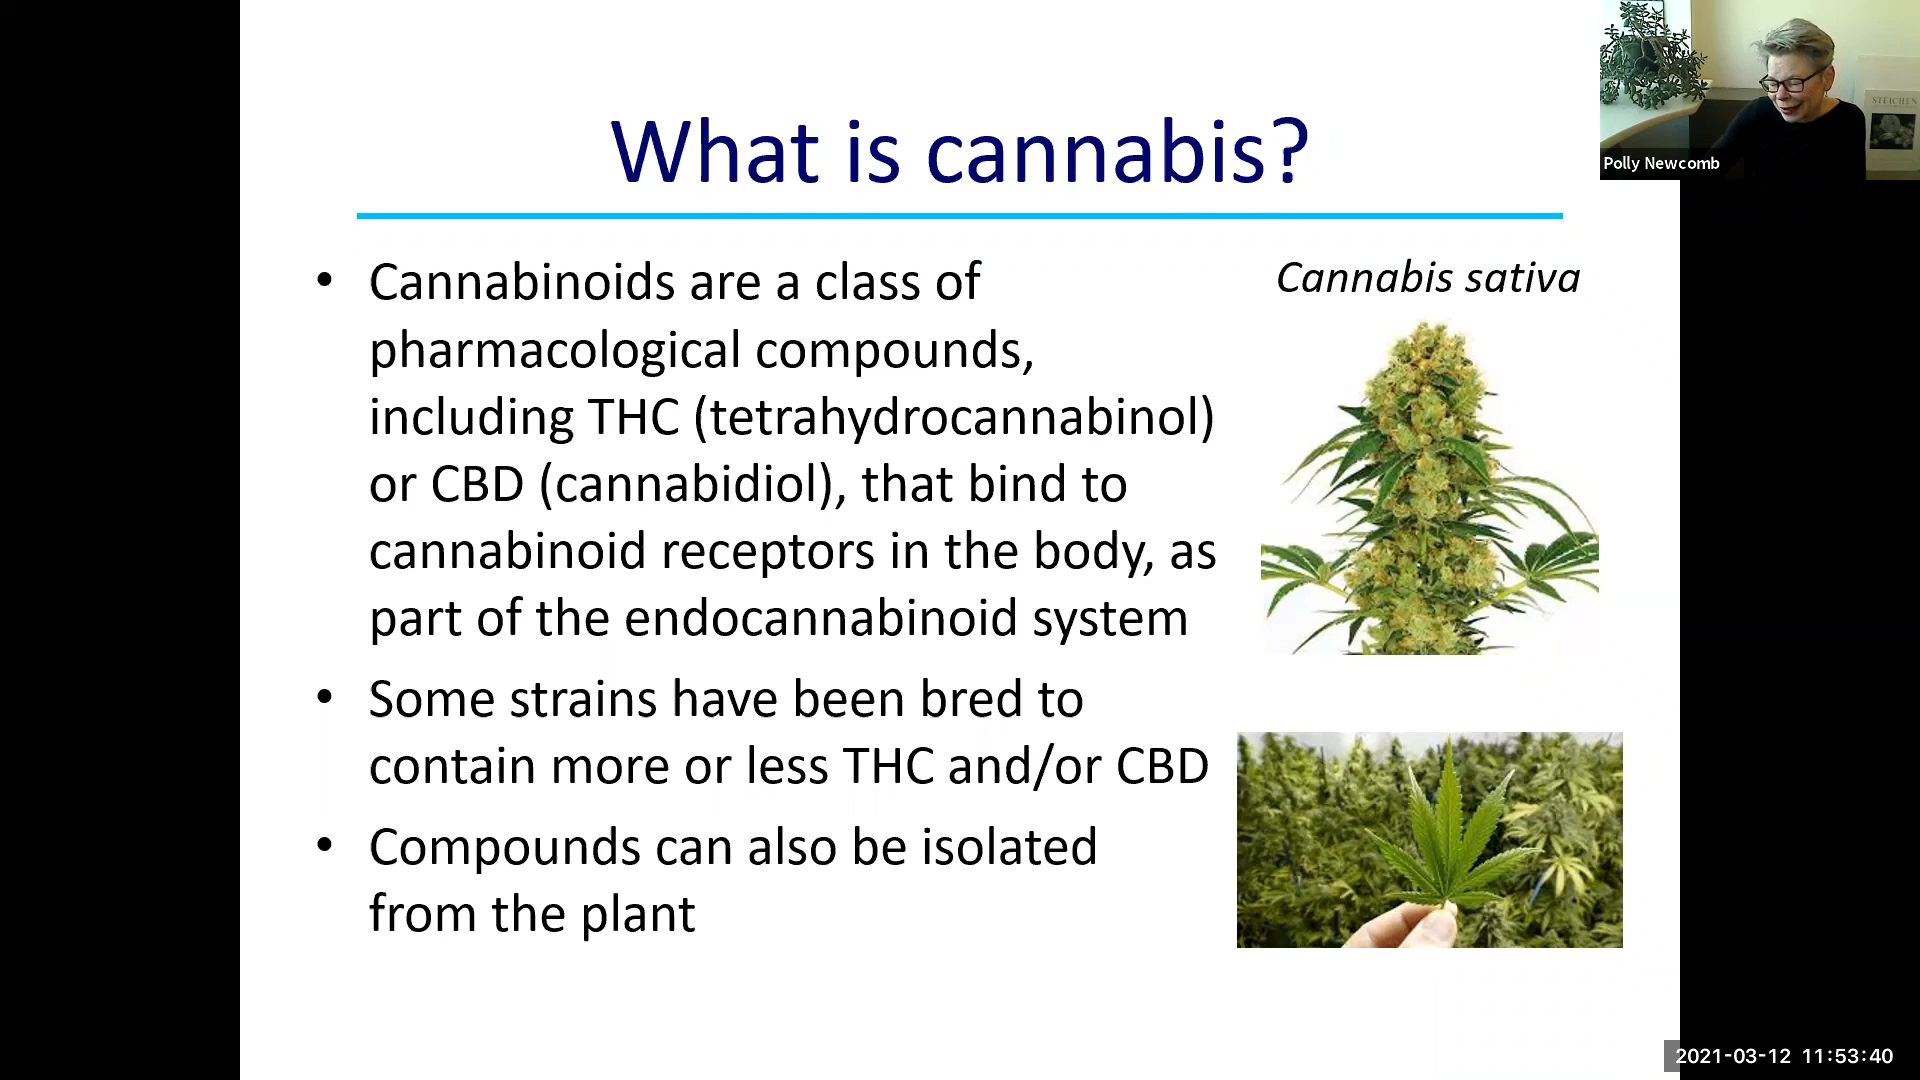 What is cannabis?
STEICHEN
Polly Newcomb
• Cannabinoids are a class of
pharmacological compounds,
including THC (tetrahydrocannabinol)
or CBD (cannabidiol), that bind to
cannabinoid receptors in the body, as
part of the endocannabinoid system
• Some strains have been bred to
contain more or less THC and/or CBD
• Compounds can also be isolated
from the plant
Cannabis sativa
2021-03-12 11:53:40